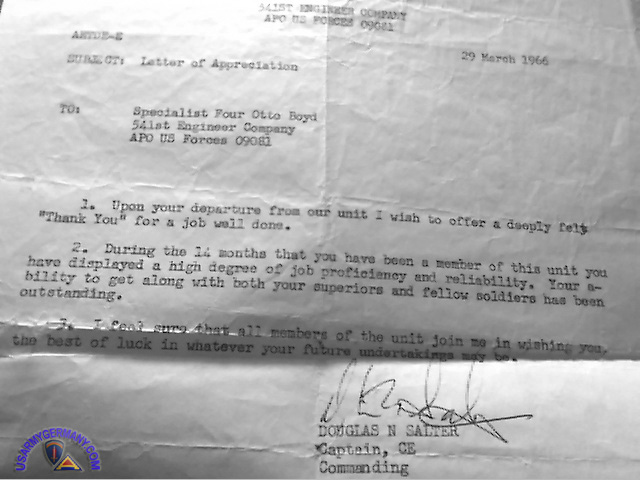 541ST ENGINEER COMPANY
APO US FORCES 09081
AETDE-E
29 March 1966
SUBJECT: Letter of Appreciation
TO: Specialist Four Otto Boyd
541st Engineer Company
APO US Forces 09081
1. Upon your departure from our unit I wish to offer a deeply felt
"Thank You" for a job well done.
2. During the 14 months that you have been a member of this unit you
have displayed a high degree of job proficiency and reliability. Your a-
bility to get along with both your superiors and fellow soldiers has been
outstanding.
3. I feel sure that all members of the unit join me in wishing you
the best of luck in whatever your future undertakings may be.
DOUGLAS N SALTER
Captain, CE
Commanding
USARMYGERMANY.COM